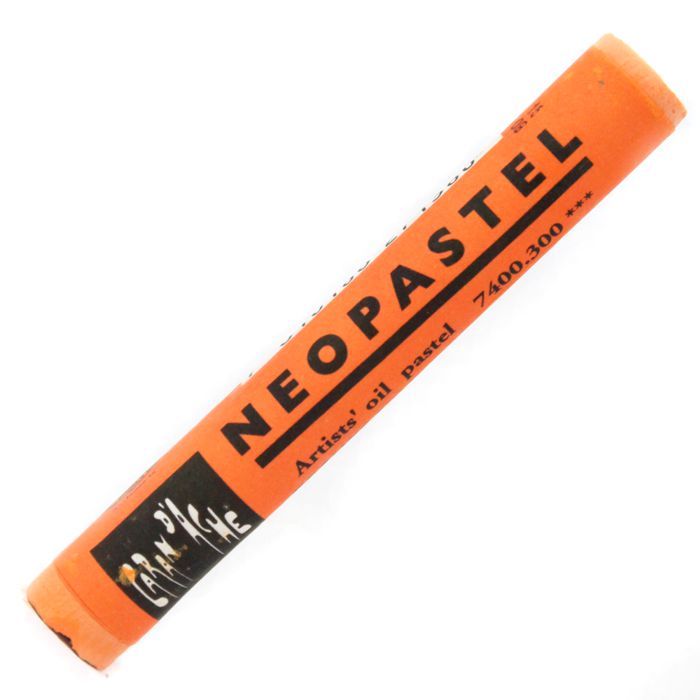 NEOPASTEL
Artists' oil pastel 7400.300 ***
CARAN D'ACHE